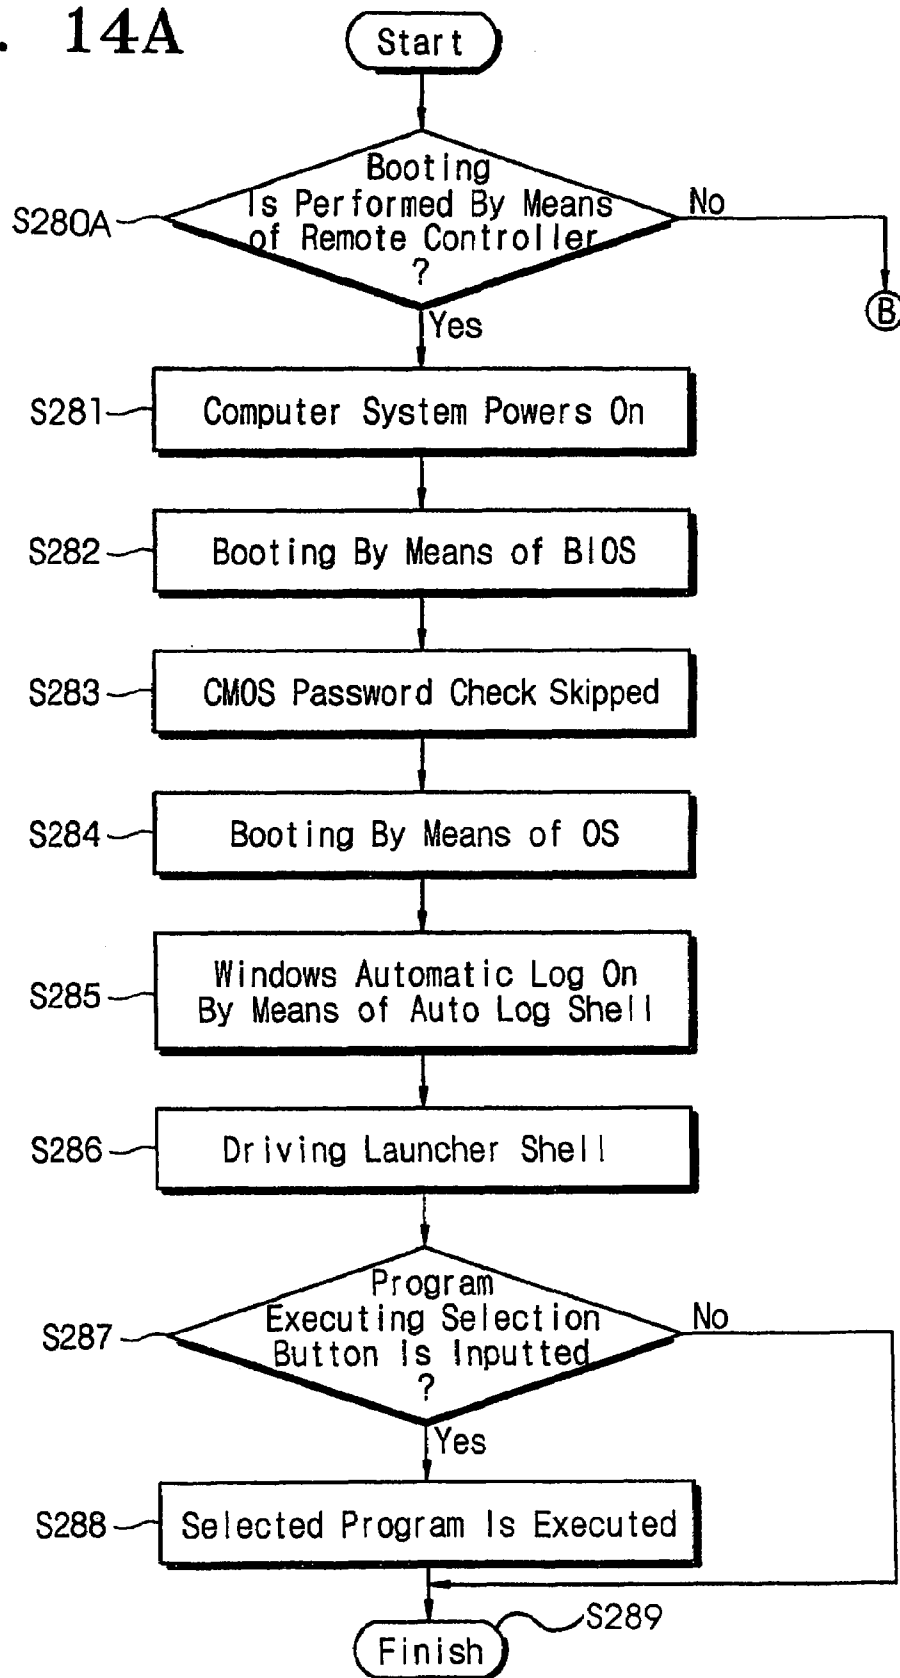 . 14A
Start
Booting
Is Performed By Means
of Remote Controller
?
S280A
No
B
Yes
S281
Computer System Powers On
S282
Booting By Means of BIOS
S283
CMOS Password Check Skipped
S284
Booting By Means of OS
S285
Windows Automatic Log On
By Means of Auto Log Shell
S286
Driving Launcher Shell
Program
Executing Selection
Button is Inputted
?
S287
No
Yes
S288
Selected Program Is Executed
S289
Finish